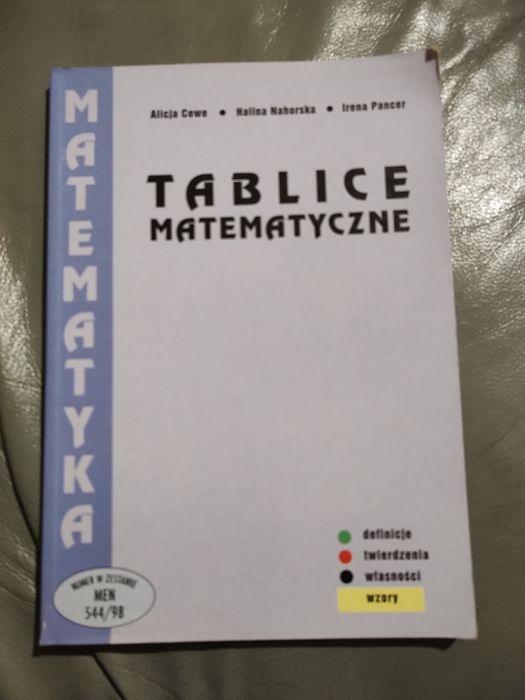 MATEMATYKA
Alicja Cewe • Halina Nahorska • Irena Pancer
TABLICE
MATEMATYCZNE
definicje
twierdzenia
własności
wzory
NUMER W ZESTAWIE
MEN
544/98